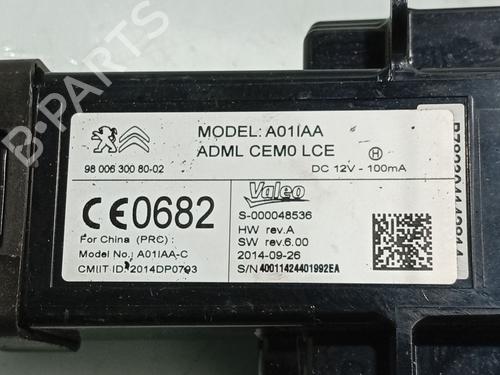 B-PARTS
MODEL: A01IAA
ADML CEM0 LCE
H
DC 12V - 100mA
98 006 300 80-02
CE0682
For China (PRC) :
Model No.: A01IAA-C
CMIIT ID: 2014DP0793
Valeo
S-000048536
HW rev.A
SW rev.6.00
2014-09-26
S/N 40011424401992EA